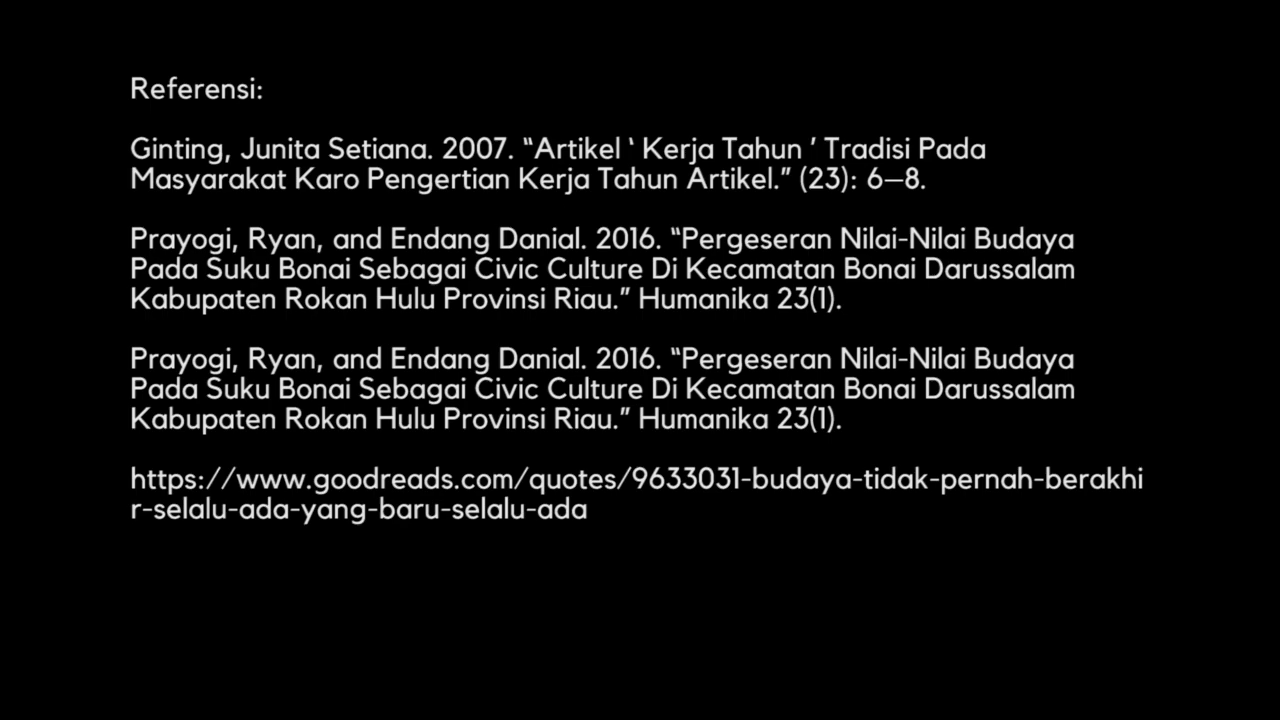 Referensi:
Ginting, Junita Setiana. 2007. “Artikel ‘ Kerja Tahun ’ Tradisi Pada
Masyarakat Karo Pengertian Kerja Tahun Artikel.” (23): 6–8.
Prayogi, Ryan, and Endang Danial. 2016. “Pergeseran Nilai-Nilai Budaya
Pada Suku Bonai Sebagai Civic Culture Di Kecamatan Bonai Darussalam
Kabupaten Rokan Hulu Provinsi Riau.” Humanika 23(1).
Prayogi, Ryan, and Endang Danial. 2016. “Pergeseran Nilai-Nilai Budaya
Pada Suku Bonai Sebagai Civic Culture Di Kecamatan Bonai Darussalam
Kabupaten Rokan Hulu Provinsi Riau.” Humanika 23(1).
https://www.goodreads.com/quotes/9633031-budaya-tidak-pernah-berakhi
r-selalu-ada-yang-baru-selalu-ada